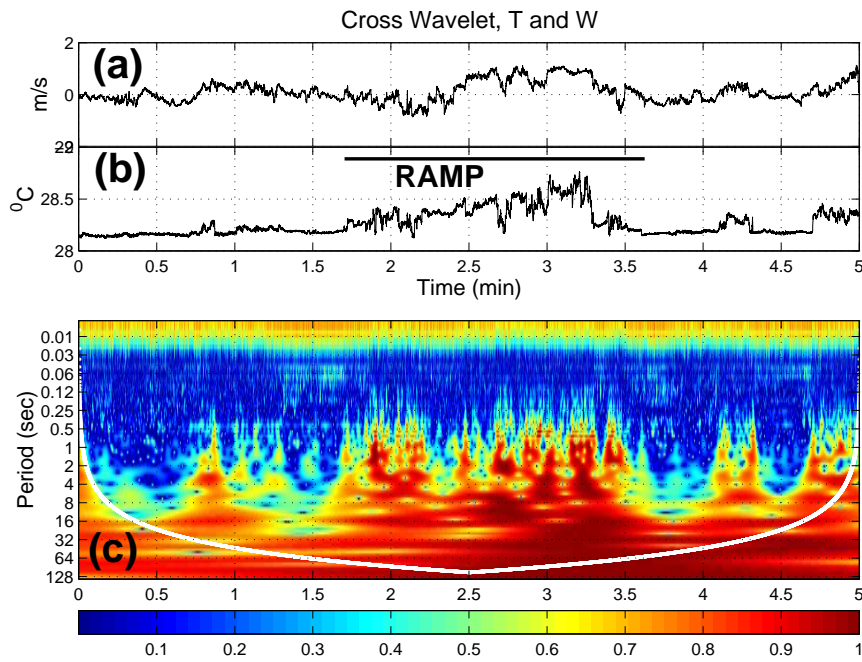 Cross Wavelet, T and W
(a)
m/s
2
0
(b)
RAMP
⁰C
29
28.5
28
0 0.5 1 1.5 2 2.5 3 3.5 4 4.5 5
Time (min)
(c)
Period (sec)
0.01
0.03
0.06
0.12
0.25
0.5
1
2
4
8
16
32
64
128
0 0.5 1 1.5 2 2.5 3 3.5 4 4.5 5
0.1 0.2 0.3 0.4 0.5 0.6 0.7 0.8 0.9 1